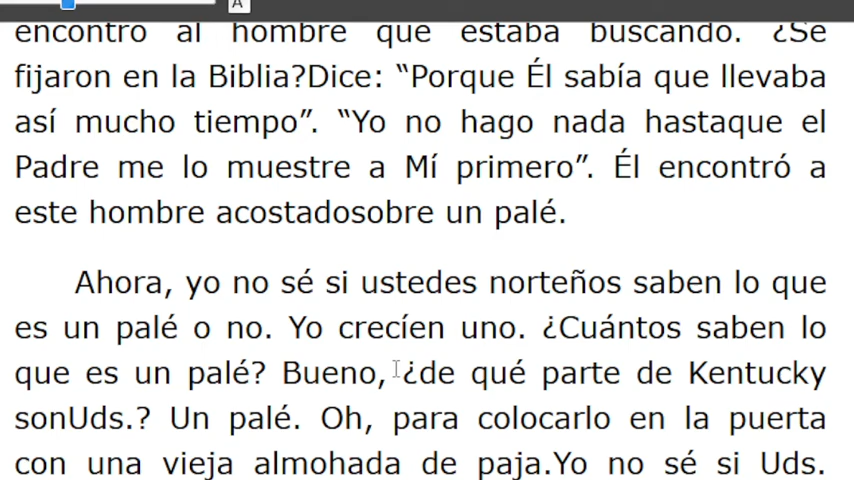 A
encontró al hombre que estaba buscando. ¿Se
fijaron en la Biblia?Dice: “Porque Él sabía que llevaba
así mucho tiempo”. “Yo no hago nada hastaque el
Padre me lo muestre a Mí primero”. Él encontró a
este hombre acostadosobre un palé.
Ahora, yo no sé si ustedes norteños saben lo que
es un palé o no. Yo crecíen uno. ¿Cuántos saben lo
que es un palé? Bueno, ¿de qué parte de Kentucky
sonUds.? Un palé. Oh, para colocarlo en la puerta
con una vieja almohada de paja.Yo no sé si Uds.